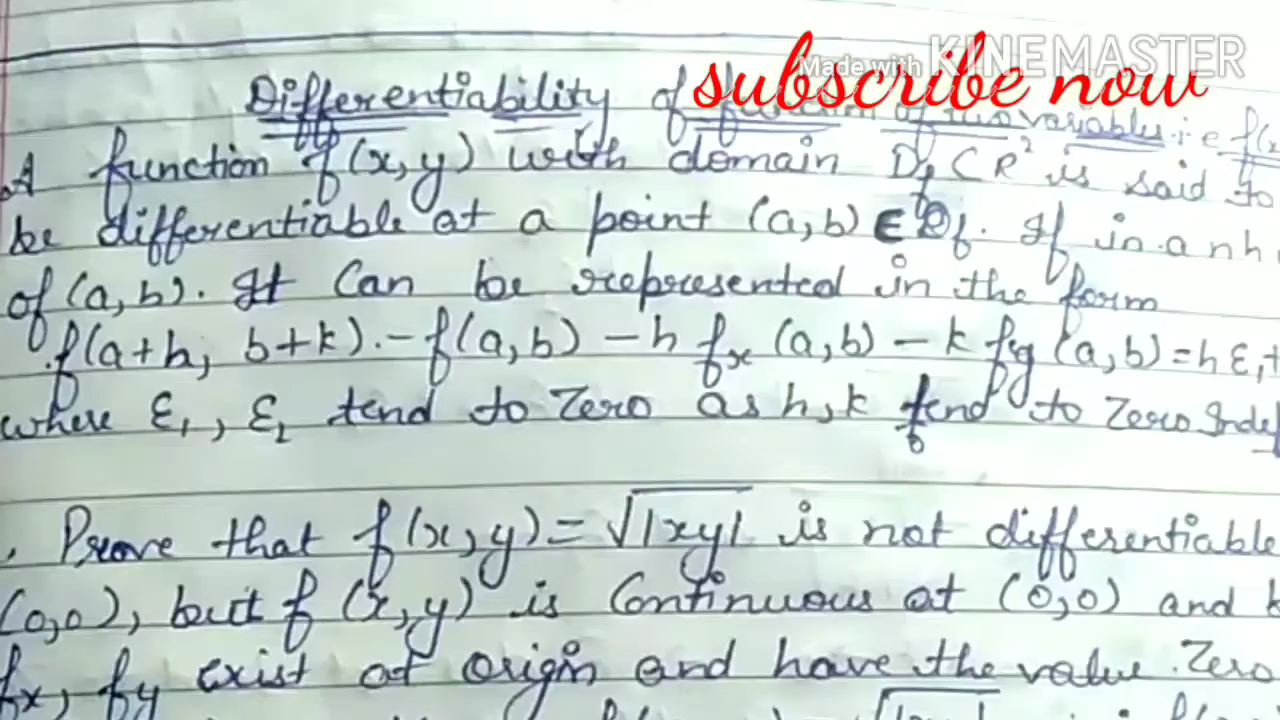 Made with KINEMASTER
subscribe now
Differentiability of function of two variables i.e f(x
A function f(x,y) with domain Df ⊂ R² is said to
be differentiable at a point (a,b) ∈ Df. If in a nh
of (a,b). It Can be represented in the form
f(a+h, b+k).-f(a,b) -h fx (a,b) - k fy (a,b) = h ε₁+
where ε₁, ε₂ tend to Zero as h,k tend to Zero Inde
Prove that f(x,y) = √|xy| is not differentiable
(0,0), but f (x,y) is Continuous at (0,0) and
fx, fy exist at origin and have the value Zero